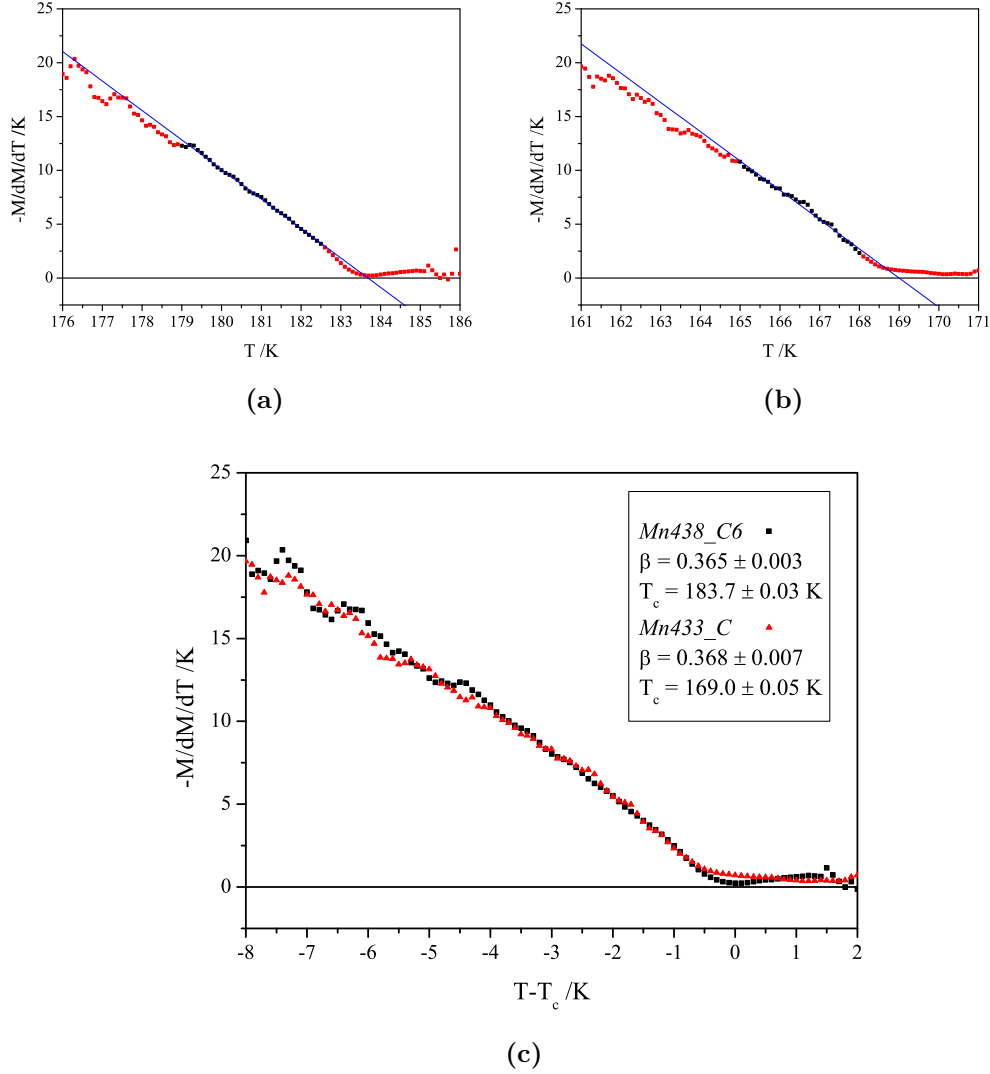 25
20
15
10
5
0
-M/dM/dT /K
176 177 178 179 180 181 182 183 184 185 186
T /K
(a)
25
20
15
10
5
0
-M/dM/dT /K
161 162 163 164 165 166 167 168 169 170 171
T /K
(b)
25
20
15
10
5
0
-M/dM/dT /K
Mn438_C6
β = 0.365 ± 0.003
T_c = 183.7 ± 0.03 K
Mn433_C
β = 0.368 ± 0.007
T_c = 169.0 ± 0.05 K
-8 -7 -6 -5 -4 -3 -2 -1 0 1 2
T-T_c /K
(c)